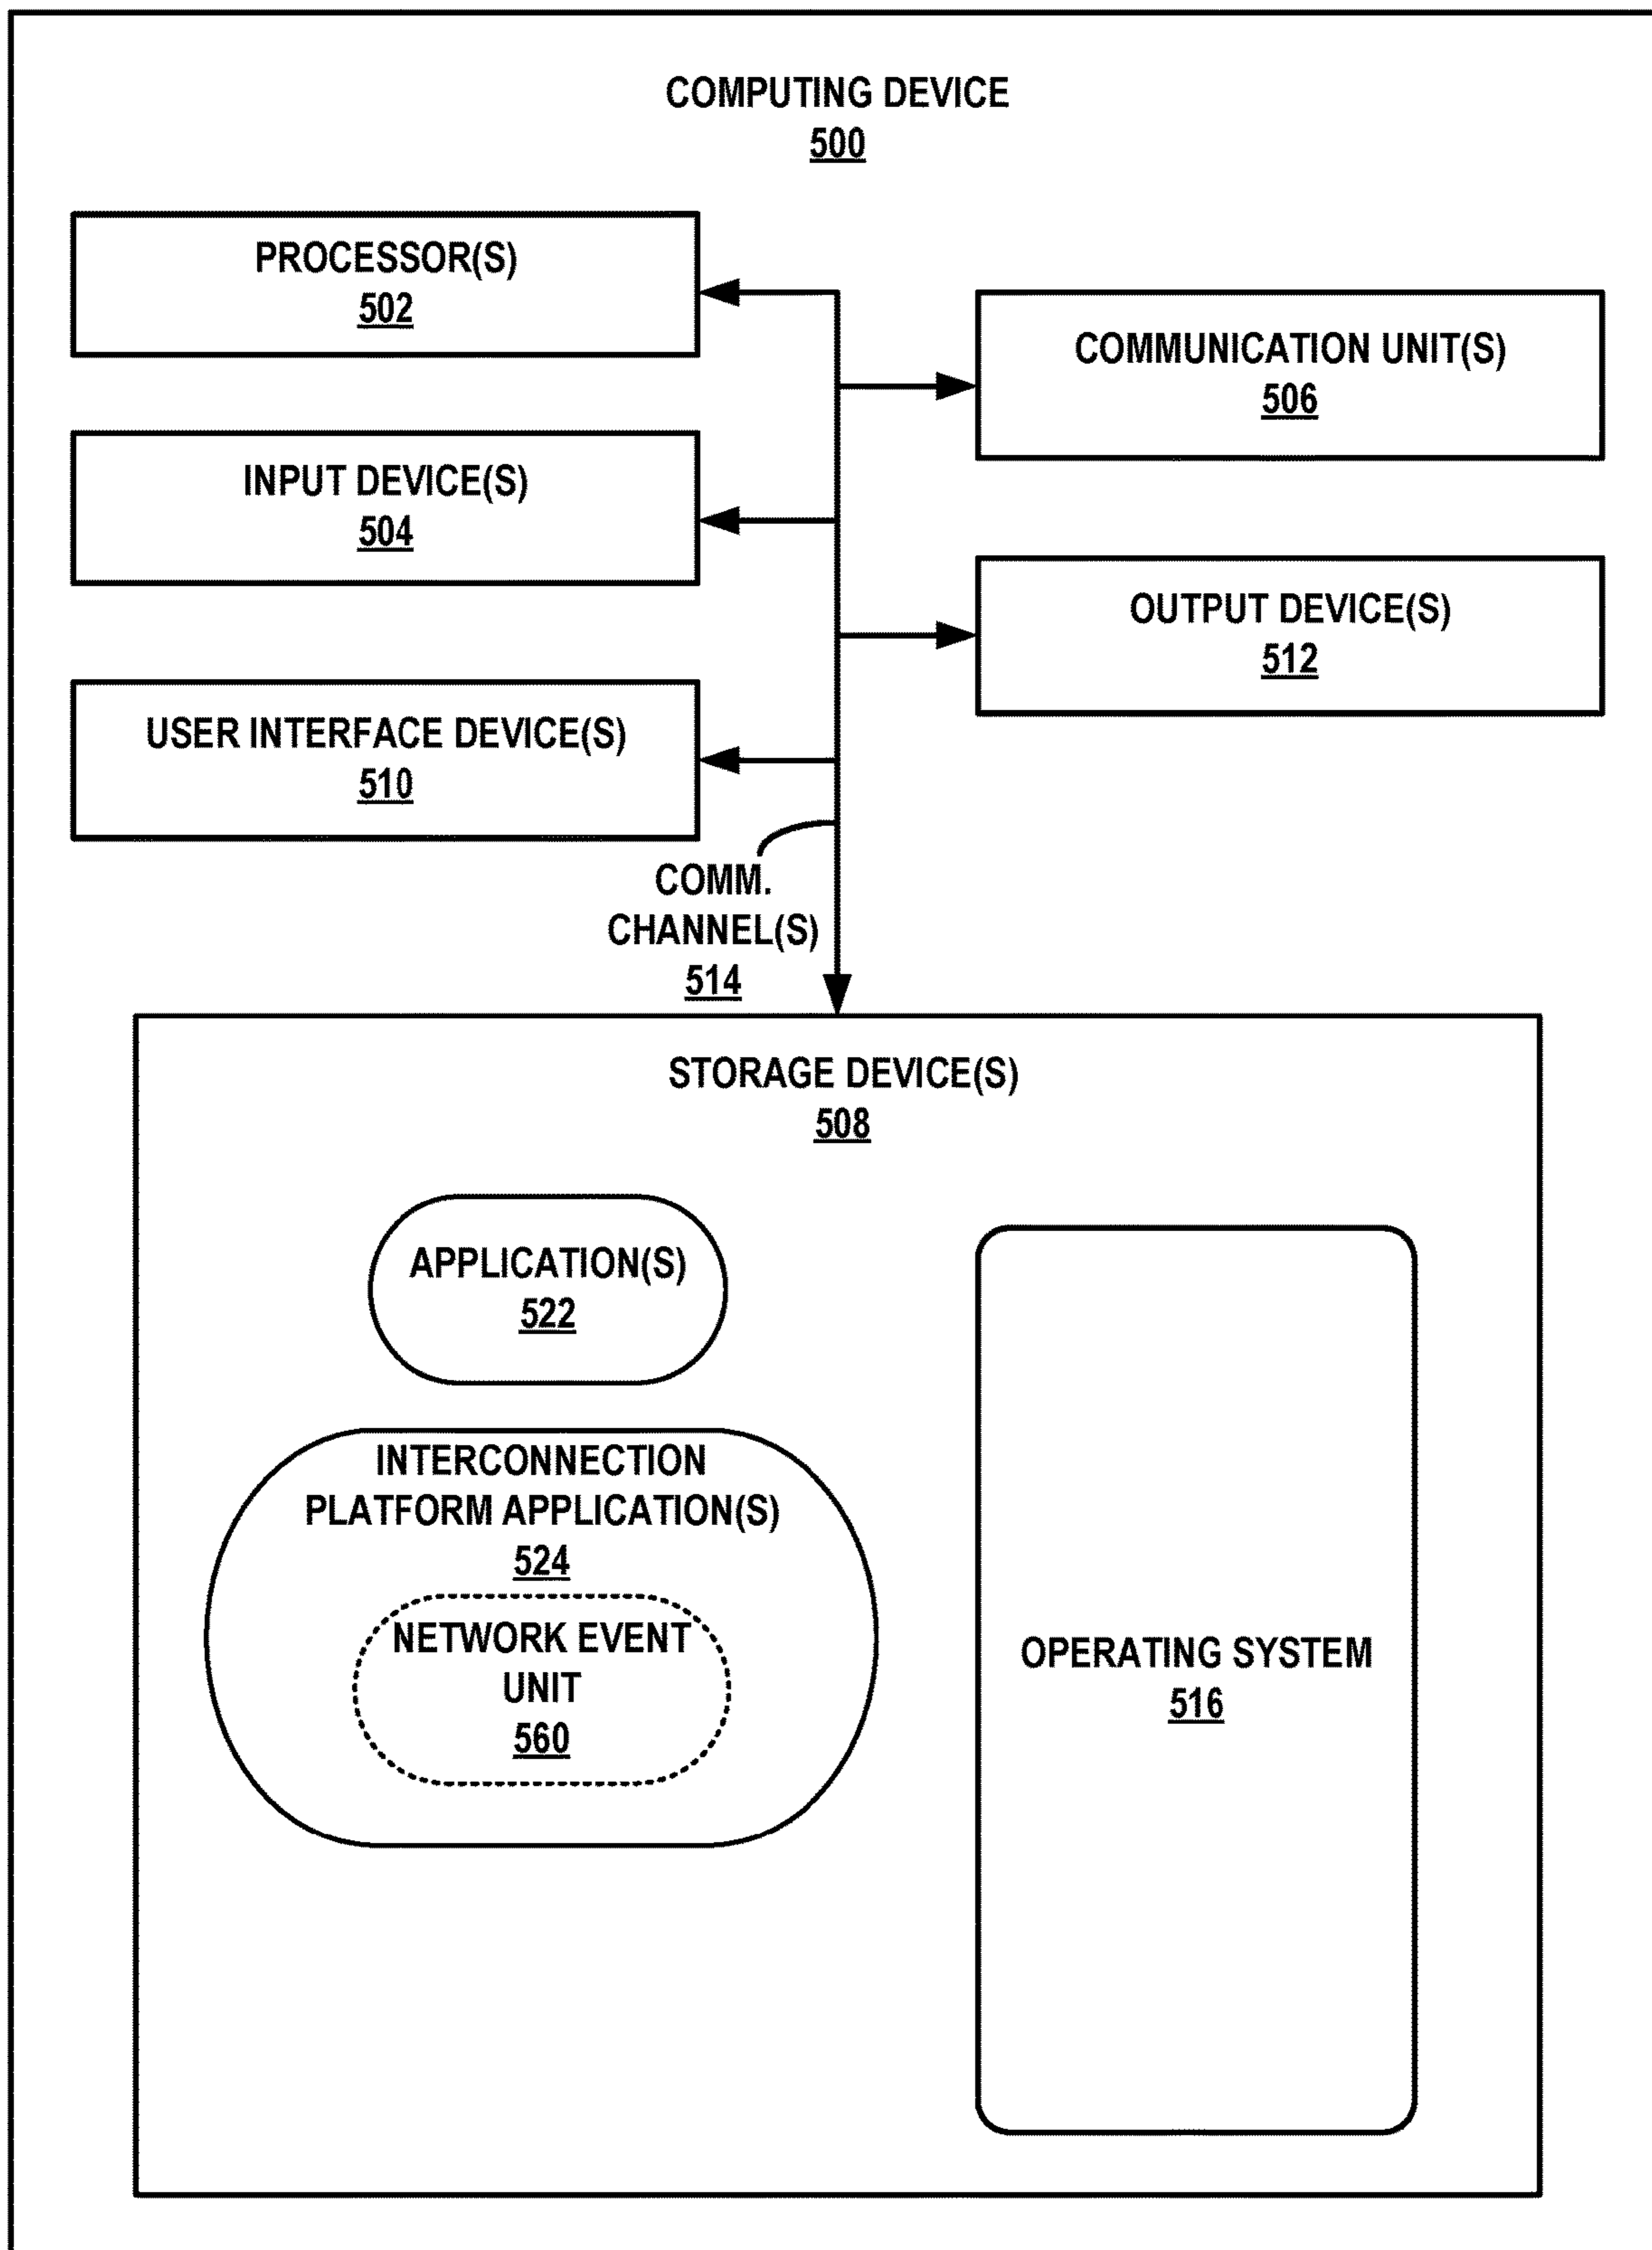 COMPUTING DEVICE
500
PROCESSOR(S)
502
COMMUNICATION UNIT(S)
506
INPUT DEVICE(S)
504
OUTPUT DEVICE(S)
512
USER INTERFACE DEVICE(S)
510
COMM.
CHANNEL(S)
514
STORAGE DEVICE(S)
508
APPLICATION(S)
522
INTERCONNECTION
PLATFORM APPLICATION(S)
524
NETWORK EVENT
UNIT
560
OPERATING SYSTEM
516